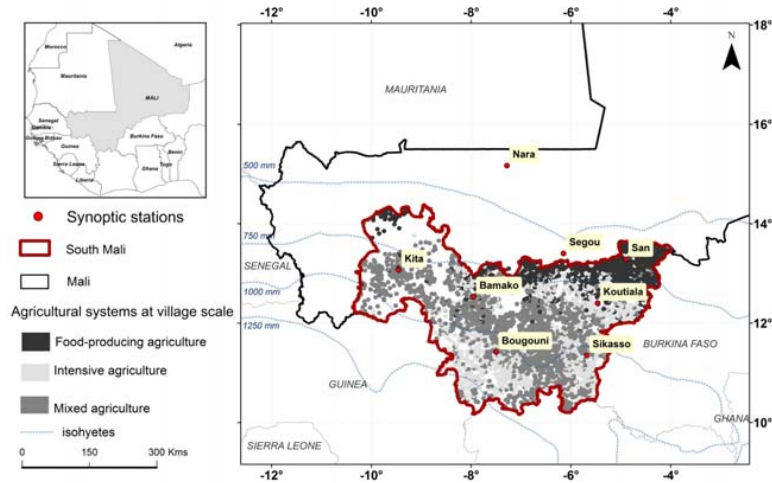 Morocco
Algeria
Mauritania
MALI
Senegal
Gambia
Guinea Bissau
Guinea
Sierra Leone
Liberia
Burkina Faso
Benin
Togo
Ghana
Synoptic stations
South Mali
Mali
Agricultural systems at village scale
Food-producing agriculture
Intensive agriculture
Mixed agriculture
isohyetes
0 150 300 Kms
−12° −10° −8° −6° −4°
18°
N
MAURITANIA
16°
Nara
500 mm
14°
750 mm
Segou
San
SENEGAL
Kita
Bamako
Koutiala
1000 mm
12°
1250 mm
Bougouni
Sikasso
BURKINA FASO
GUINEA
GHANA
10°
SIERRA LEONE
−12° −10° −8° −6° −4°